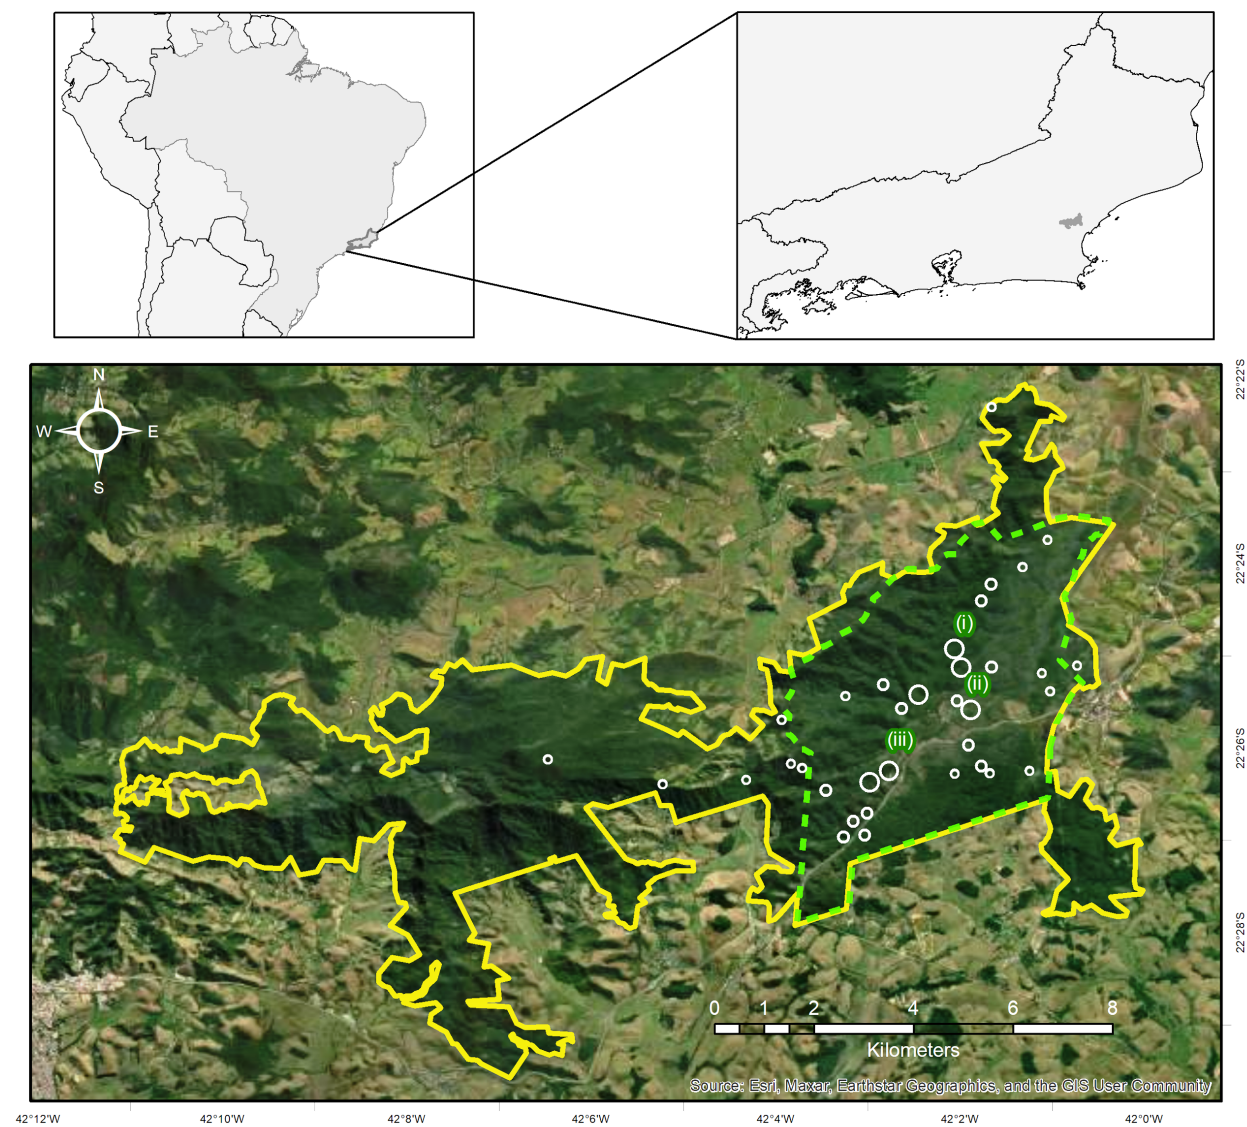 N
W E
S
22°22'S
22°24'S
22°26'S
22°28'S
(i)
(ii)
(iii)
0 1 2 4 6 8
Kilometers
Source: Esri, Maxar, Earthstar Geographics, and the GIS User Community
42°12'W 42°10'W 42°8'W 42°6'W 42°4'W 42°2'W 42°0'W